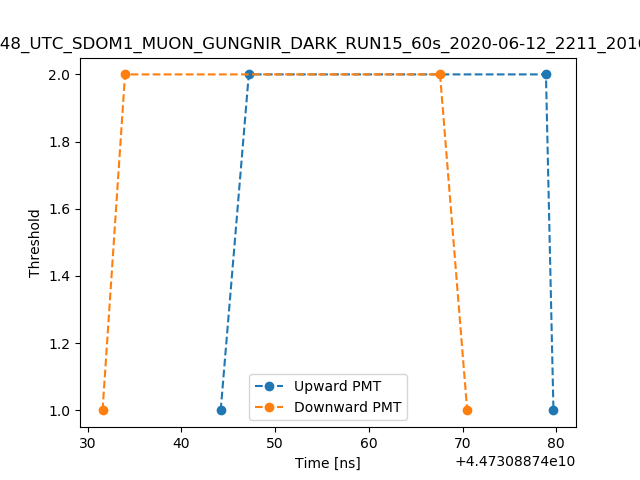 48_UTC_SDOM1_MUON_GUNGNIR_DARK_RUN15_60s_2020-06-12_2211_201
2.0
1.8
1.6
1.4
1.2
1.0
Threshold
Upward PMT
Downward PMT
30 40 50 60 70 80
Time [ns]
+4.47308874e10